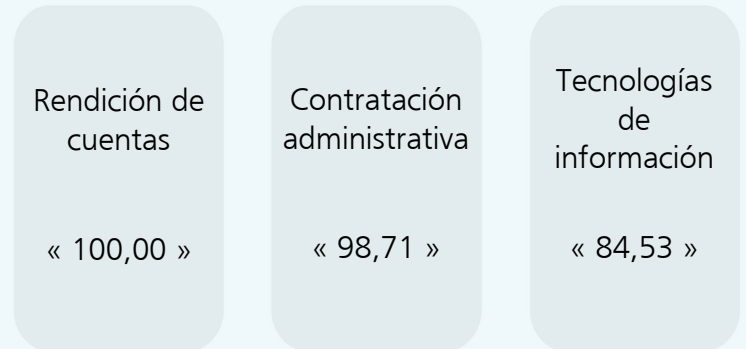 Rendición de
cuentas
« 100,00 »
Contratación
administrativa
« 98,71 »
Tecnologías
de
información
« 84,53 »